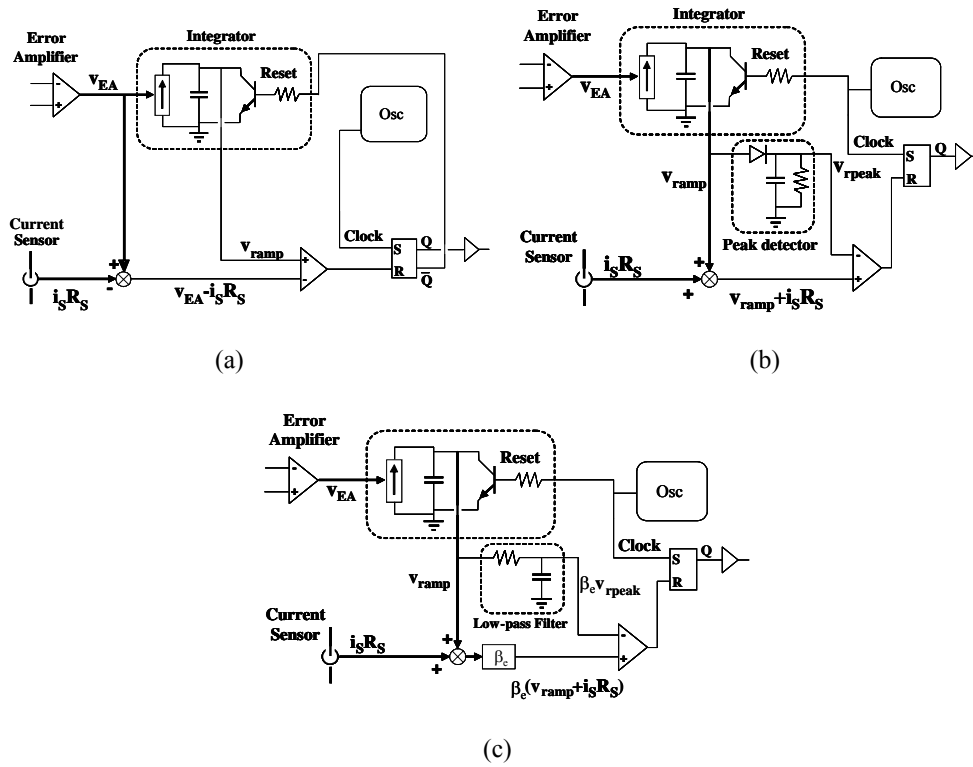 Integrator
Error
Amplifier
vEA
Reset
Osc
Current
Sensor
Clock
vramp
S
Q
R
Q̅
+
-
iSRS
vEA-iSRS
-
+
+
-
(a)
Integrator
Error
Amplifier
vEA
Reset
Osc
Clock
S
Q
R
vramp
vrpeak
Peak detector
Current
Sensor
iSRS
+
+
vramp+iSRS
-
+
-
+
(b)
Error
Amplifier
vEA
Reset
Osc
Clock
S
Q
R
vramp
βevrpeak
Low-pass Filter
Current
Sensor
iSRS
+
+
βe
βe(vramp+iSRS)
-
+
-
+
(c)